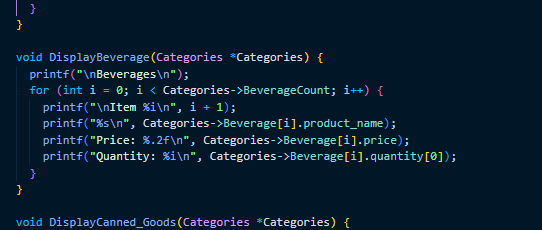 }
}
void DisplayBeverage(Categories *Categories) {
printf("\nBeverages\n");
for (int i = 0; i < Categories->BeverageCount; i++) {
printf("\nItem %i\n", i + 1);
printf("%s\n", Categories->Beverage[i].product_name);
printf("Price: %.2f\n", Categories->Beverage[i].price);
printf("Quantity: %i\n", Categories->Beverage[i].quantity[0]);
}
}
void DisplayCanned_Goods(Categories *Categories) {